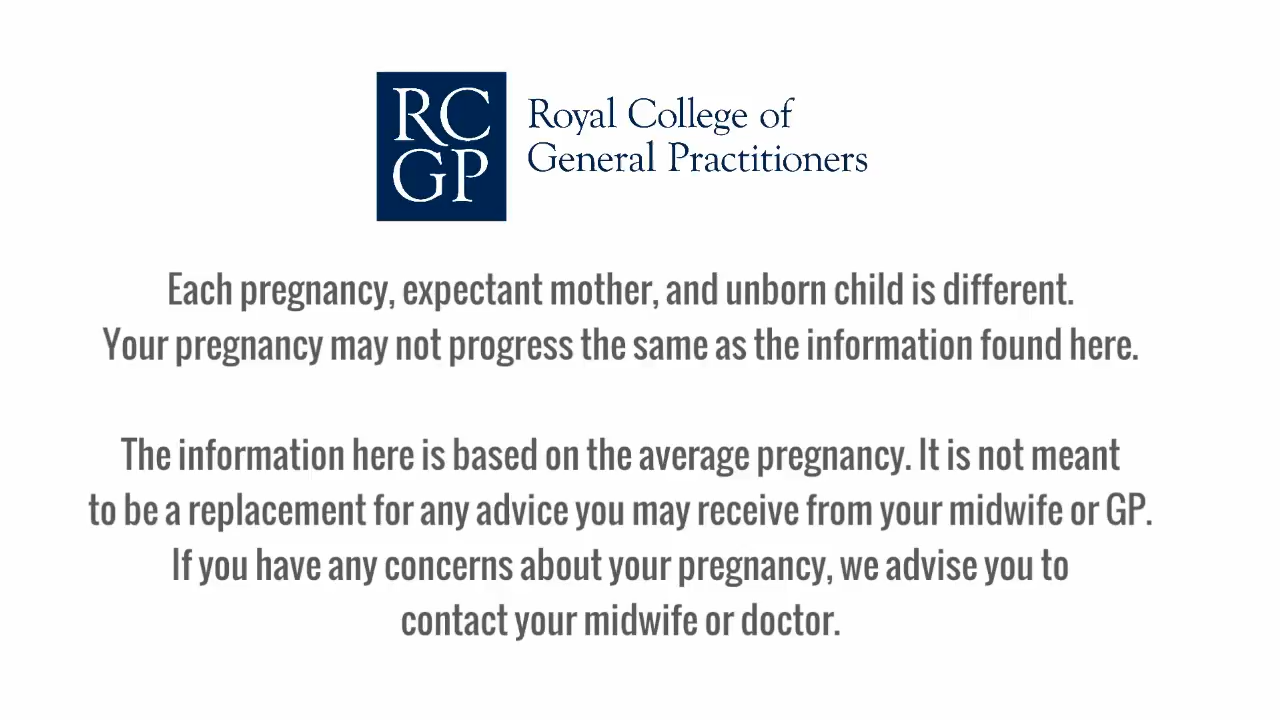 RC
GP
Royal College of
General Practitioners
Each pregnancy, expectant mother, and unborn child is different.
Your pregnancy may not progress the same as the information found here.
The information here is based on the average pregnancy. It is not meant
to be a replacement for any advice you may receive from your midwife or GP.
If you have any concerns about your pregnancy, we advise you to
contact your midwife or doctor.